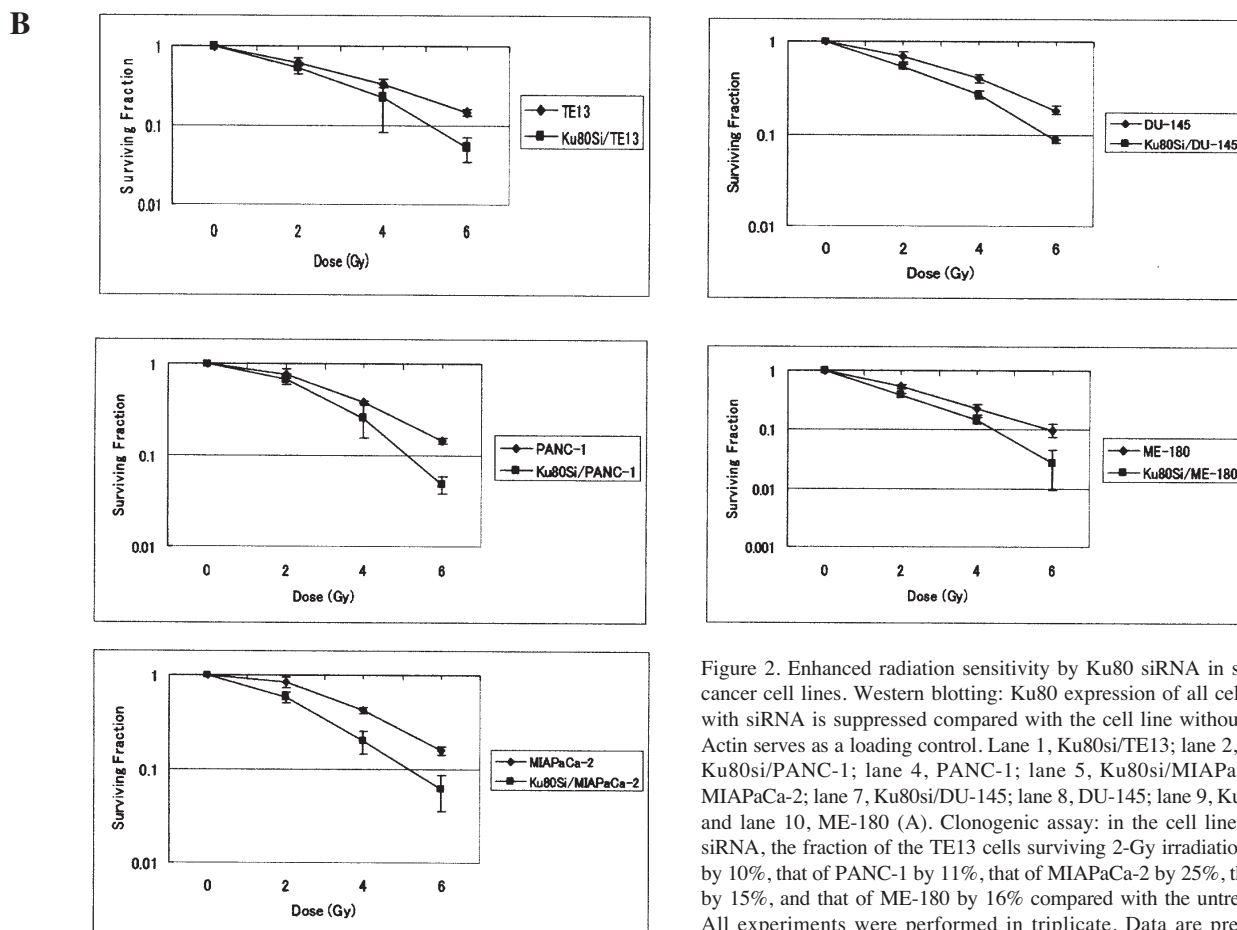 B
1
0.1
0.01
Surviving Fraction
0 2 4 6
Dose (Gy)
TE13
Ku80Si/TE13
1
0.1
0.01
Surviving Fraction
0 2 4 6
Dose (Gy)
DU-145
Ku80Si/DU-145
1
0.1
0.01
Surviving Fraction
0 2 4 6
Dose (Gy)
PANC-1
Ku80Si/PANC-1
1
0.1
0.01
0.001
Surviving Fraction
0 2 4 6
Dose (Gy)
ME-180
Ku80Si/ME-180
1
0.1
0.01
Surviving Fraction
0 2 4 6
Dose (Gy)
MIAPaCa-2
Ku80Si/MIAPaCa-2
Figure 2. Enhanced radiation sensitivity by Ku80 siRNA in s
cancer cell lines. Western blotting: Ku80 expression of all cel
with siRNA is suppressed compared with the cell line without
Actin serves as a loading control. Lane 1, Ku80si/TE13; lane 2,
Ku80si/PANC-1; lane 4, PANC-1; lane 5, Ku80si/MIAPa
MIAPaCa-2; lane 7, Ku80si/DU-145; lane 8, DU-145; lane 9, Ku
and lane 10, ME-180 (A). Clonogenic assay: in the cell line
siRNA, the fraction of the TE13 cells surviving 2-Gy irradiation
by 10%, that of PANC-1 by 11%, that of MIAPaCa-2 by 25%, th
by 15%, and that of ME-180 by 16% compared with the untre
All experiments were performed in triplicate. Data are pre